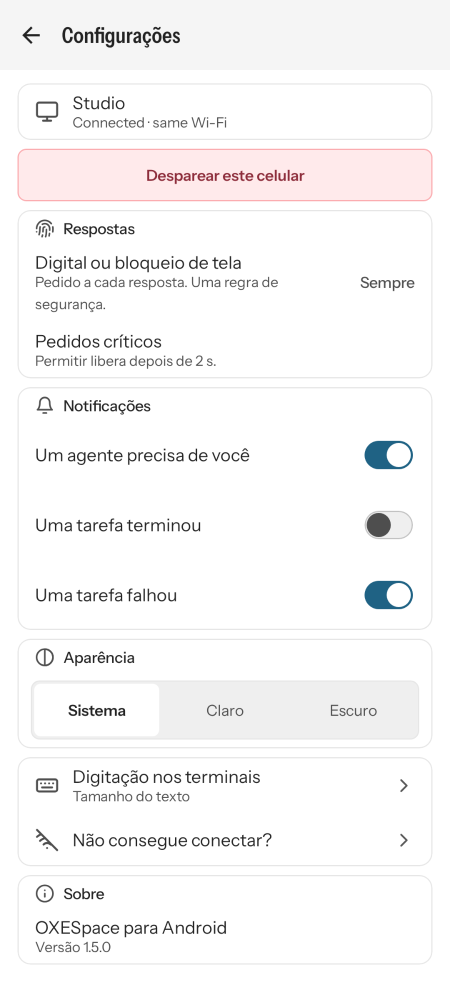 Configurações
Studio
Connected · same Wi-Fi
Desparear este celular
Respostas
Digital ou bloqueio de tela
Pedido a cada resposta. Uma regra de
segurança.
Sempre
Pedidos críticos
Permitir libera depois de 2 s.
Notificações
Um agente precisa de você
Uma tarefa terminou
Uma tarefa falhou
Aparência
Sistema
Claro
Escuro
Digitação nos terminais
Tamanho do texto
Não consegue conectar?
Sobre
OXESpace para Android
Versão 1.5.0